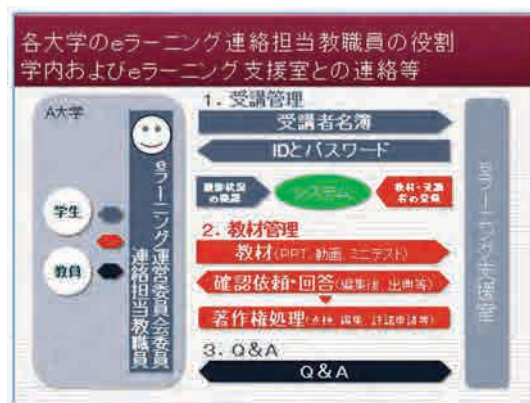 各大学のeラーニング連絡担当教職員の役割
学内およびeラーニング支援室との連絡等
A大学
学生
教員
eラーニング運営委員会委員
連絡担当教職員
1. 受講管理
受講者名簿
IDとパスワード
システム
2. 教材管理
教材(PPT, 動画, ミニテスト)
確認依頼・回答(編集後, 出典等)
著作権処理
3. Q&A
Q&A
eラーニング支援室